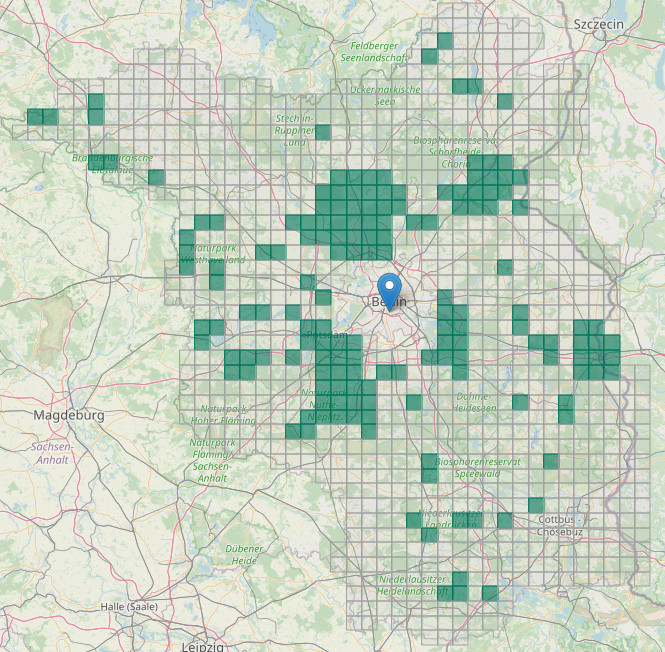 Szczecin
Feldberger
Seenlandschaft
Uckermärkische
Seen
Stechlin-
Ruppiner
Land
Biosphärenreservat
Schorfheide
Chorin
Brandenburgische
Elbtalaue
Naturpark
Westhavelland
Berlin
Potsdam
Naturpark
Nuthe-
Nieplitz
Dahme-
Heideseen
Magdeburg
Naturpark
Hoher Fläming
Sachsen-
Anhalt
Naturpark
Fläming/
Sachsen-
Anhalt
Biosphärenreservat
Spreewald
Niederlausitzer
Landrücken
Cottbus -
Chóśebuz
Dübener
Heide
Niederlausitzer
Heidelandschaft
Halle (Saale)
Leipzig